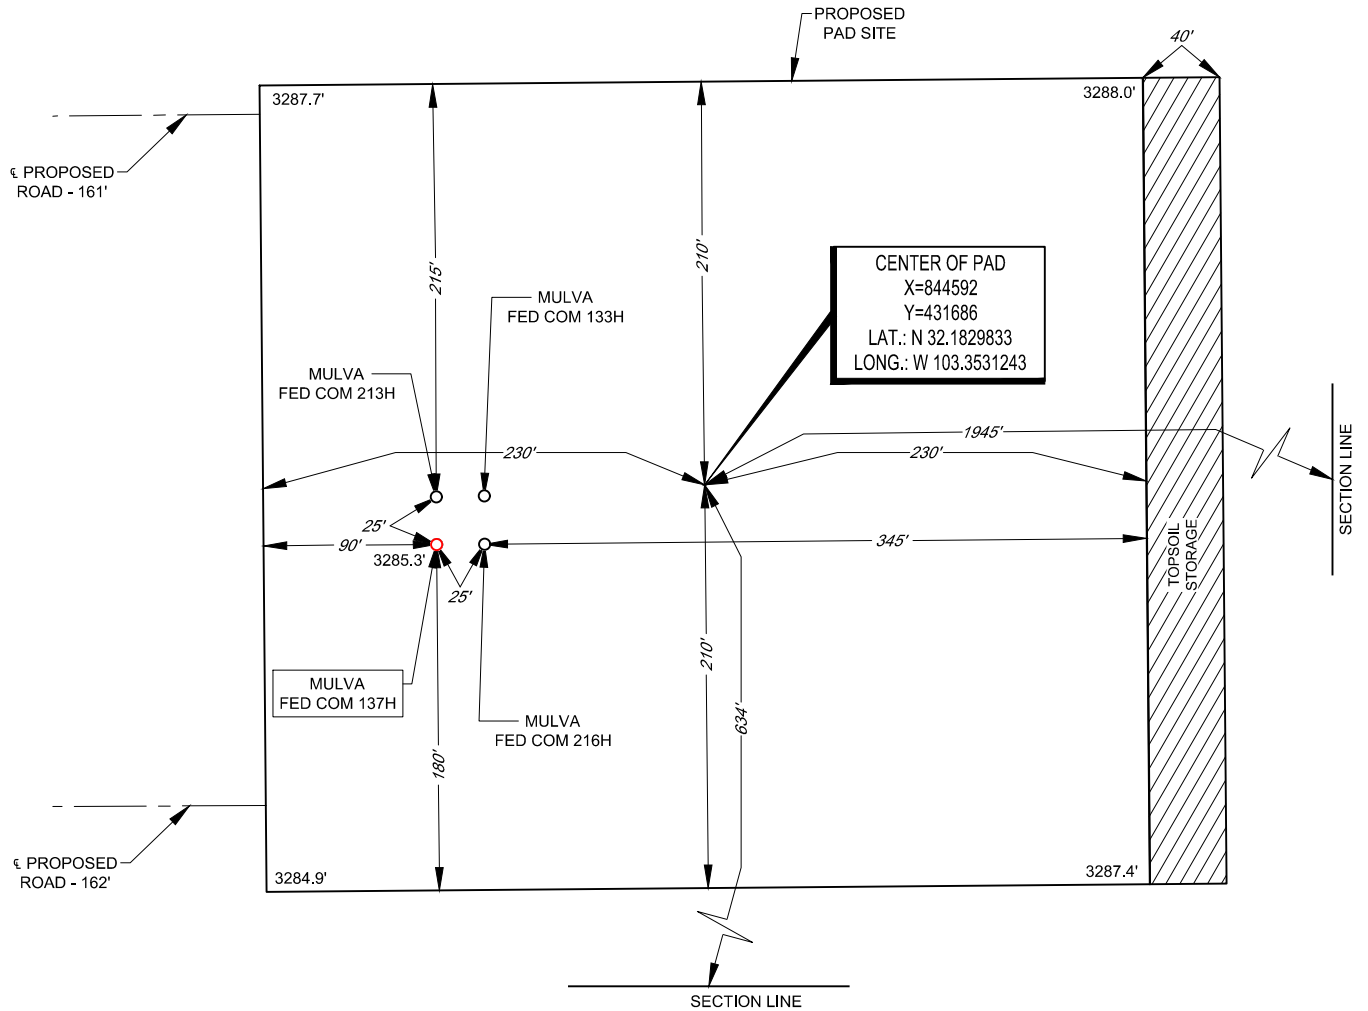 PROPOSED
PAD SITE
40'
3287.7'
3288.0'
℄ PROPOSED
ROAD - 161'
215'
210'
CENTER OF PAD
X=844592
Y=431686
LAT.: N 32.1829833
LONG.: W 103.3531243
MULVA
FED COM 133H
MULVA
FED COM 213H
230'
1945'
230'
SECTION LINE
25'
90'
3285.3'
25'
345'
TOPSOIL
STORAGE
210'
MULVA
FED COM 137H
MULVA
FED COM 216H
634'
180'
℄ PROPOSED
ROAD - 162'
3284.9'
3287.4'
SECTION LINE